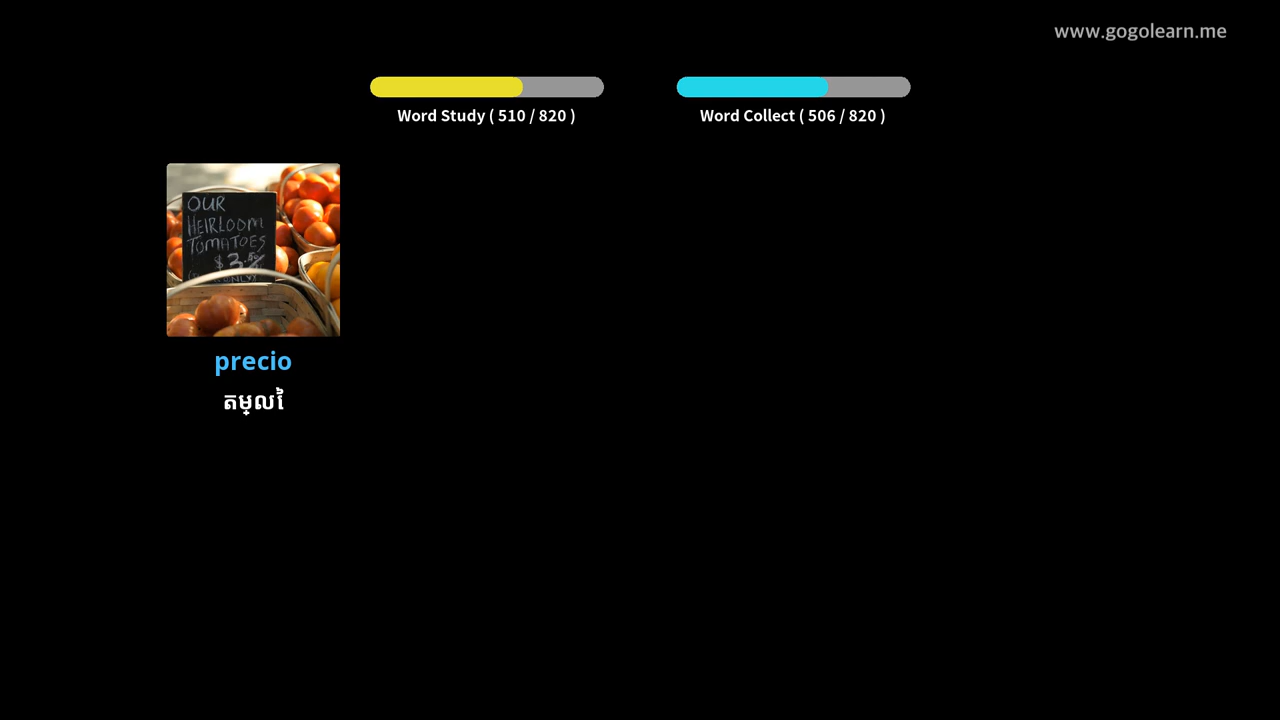 www.gogolearn.me
Word Study ( 510 / 820 )
Word Collect ( 506 / 820 )
OUR
HEIRLOOM
TOMATOES
precio
តម្លៃ